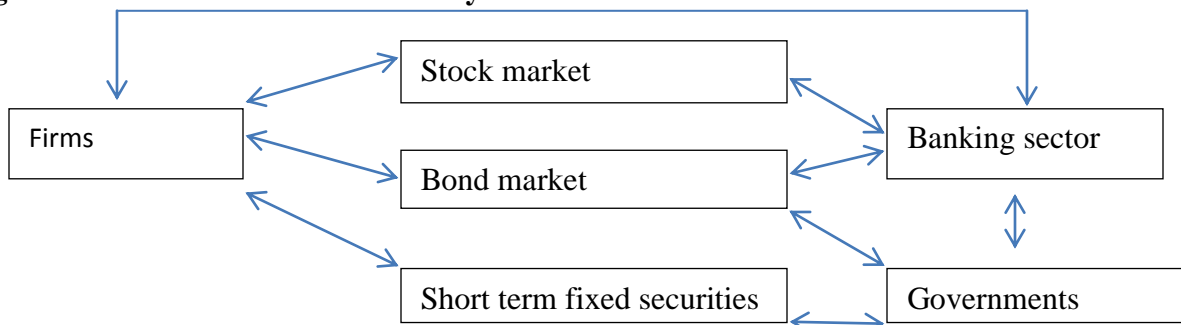 Stock market
Firms
Banking sector
Bond market
Short term fixed securities
Governments